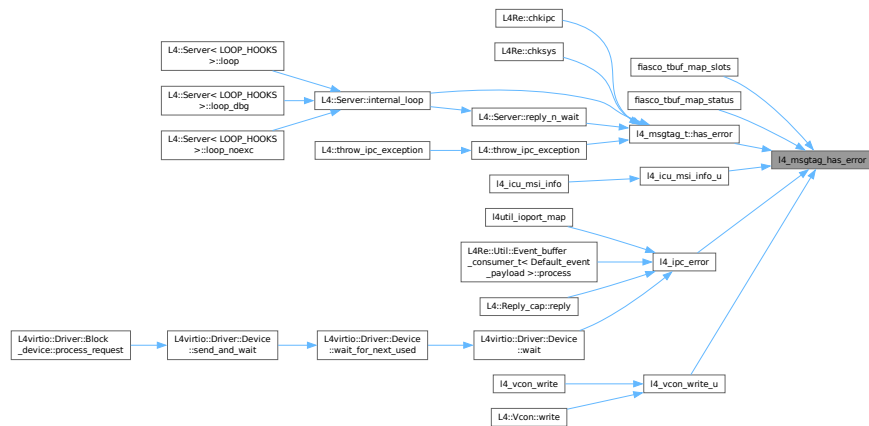 L4Re::chkipc
L4::Server< LOOP_HOOKS
>::loop
L4Re::chksys
fiasco_tbuf_map_slots
L4::Server< LOOP_HOOKS
>::loop_dbg
L4::Server::internal_loop
fiasco_tbuf_map_status
L4::Server::reply_n_wait
l4_msgtag_t::has_error
L4::Server< LOOP_HOOKS
>::loop_noexc
L4::throw_ipc_exception
L4::throw_ipc_exception
l4_msgtag_has_error
l4_icu_msi_info
l4_icu_msi_info_u
l4util_ioport_map
L4Re::Util::Event_buffer
_consumer_t< Default_event
_payload >::process
l4_ipc_error
L4::Reply_cap::reply
L4virtio::Driver::Block
_device::process_request
L4virtio::Driver::Device
::send_and_wait
L4virtio::Driver::Device
::wait_for_next_used
L4virtio::Driver::Device
::wait
l4_vcon_write
l4_vcon_write_u
L4::Vcon::write